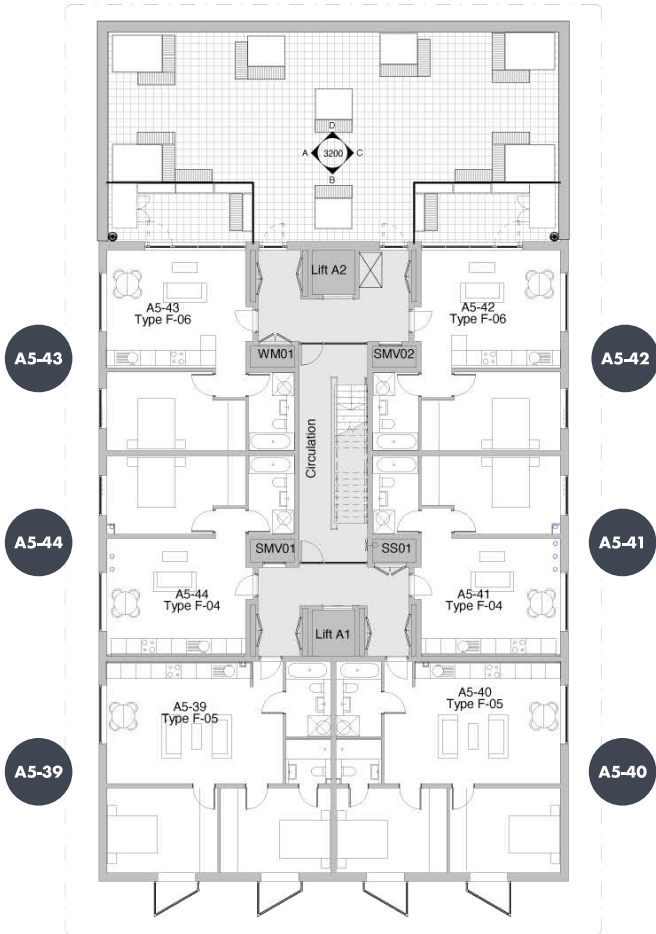 D
A 3200 C
B
Lift A2
A5-43
Type F-06
A5-42
Type F-06
A5-43
WM01
SMV02
A5-42
Circulation
A5-44
SMV01
SS01
A5-41
A5-44
Type F-04
A5-41
Type F-04
Lift A1
A5-39
Type F-05
A5-40
Type F-05
A5-39
A5-40